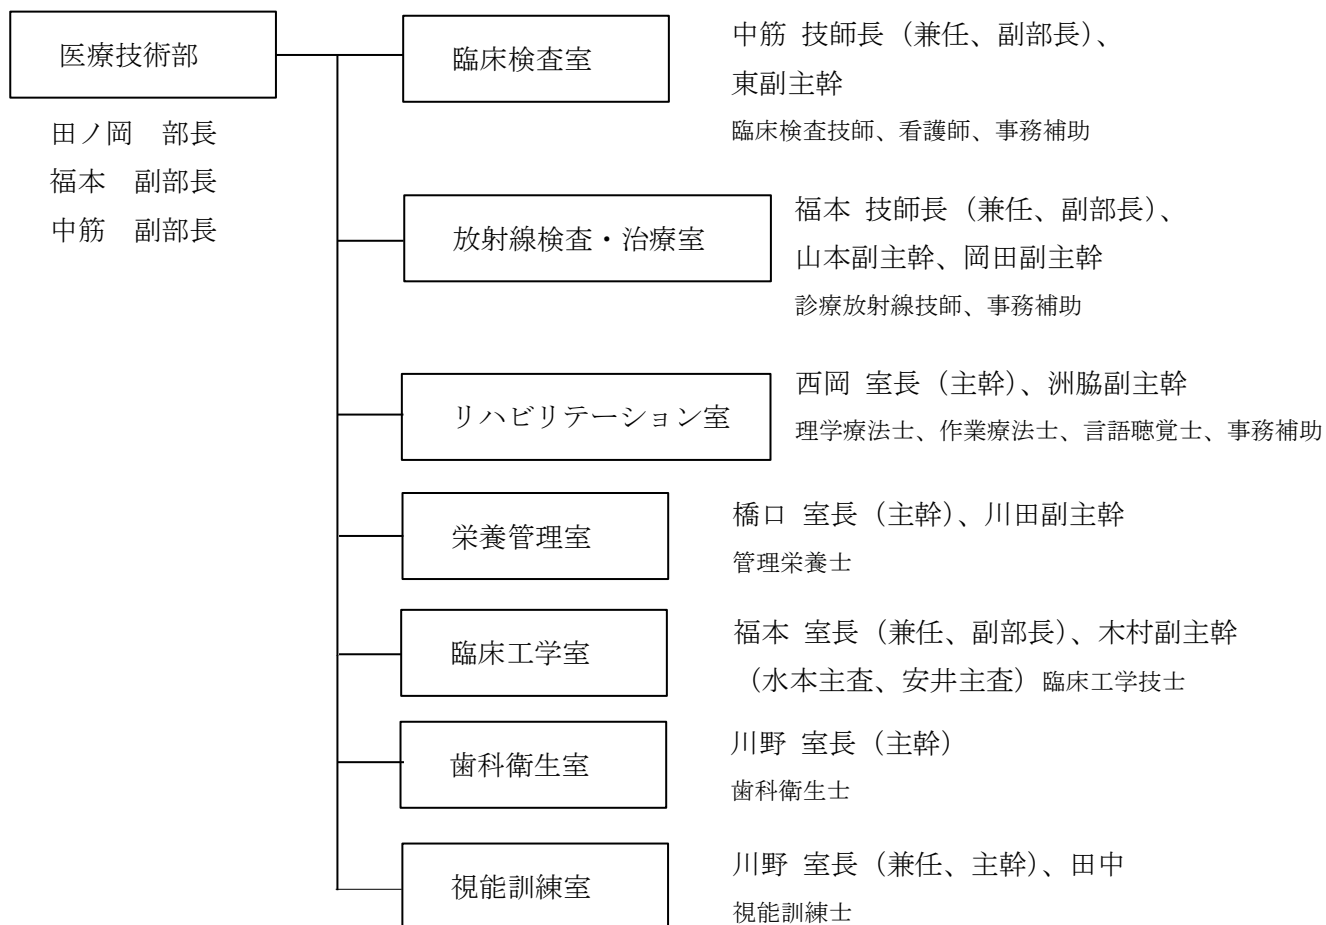 医療技術部
田ノ岡　部長
福本　副部長
中筋　副部長
臨床検査室
中筋 技師長（兼任、副部長）、
東副主幹
臨床検査技師、看護師、事務補助
放射線検査・治療室
福本 技師長（兼任、副部長）、
山本副主幹、岡田副主幹
診療放射線技師、事務補助
リハビリテーション室
西岡 室長（主幹）、洲脇副主幹
理学療法士、作業療法士、言語聴覚士、事務補助
栄養管理室
橋口 室長（主幹）、川田副主幹
管理栄養士
臨床工学室
福本 室長（兼任、副部長）、木村副主幹
（水本主査、安井主査）臨床工学技士
歯科衛生室
川野 室長（主幹）
歯科衛生士
視能訓練室
川野 室長（兼任、主幹）、田中
視能訓練士